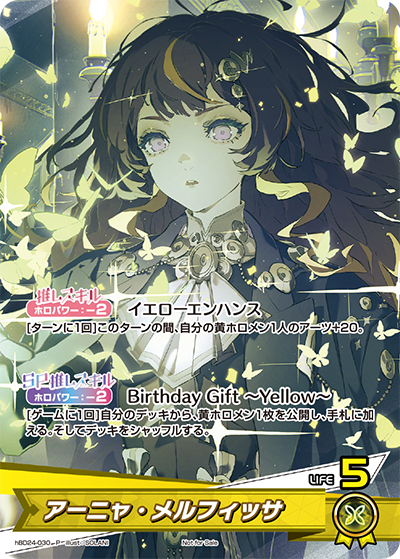 推しスキル
ホロパワー：－2
イエローエンハンス
[ターンに1回]このターンの間、自分の黄ホロメン1人のアーツ+20。
SP推しスキル
ホロパワー：－2
Birthday Gift ～Yellow～
[ゲームに1回]自分のデッキから、黄ホロメン1枚を公開し、手札に加
える。そしてデッキをシャッフルする。
LIFE 5
アーニャ・メルフィッサ
hBD24-030 P illust：SOLANI Not for Sale